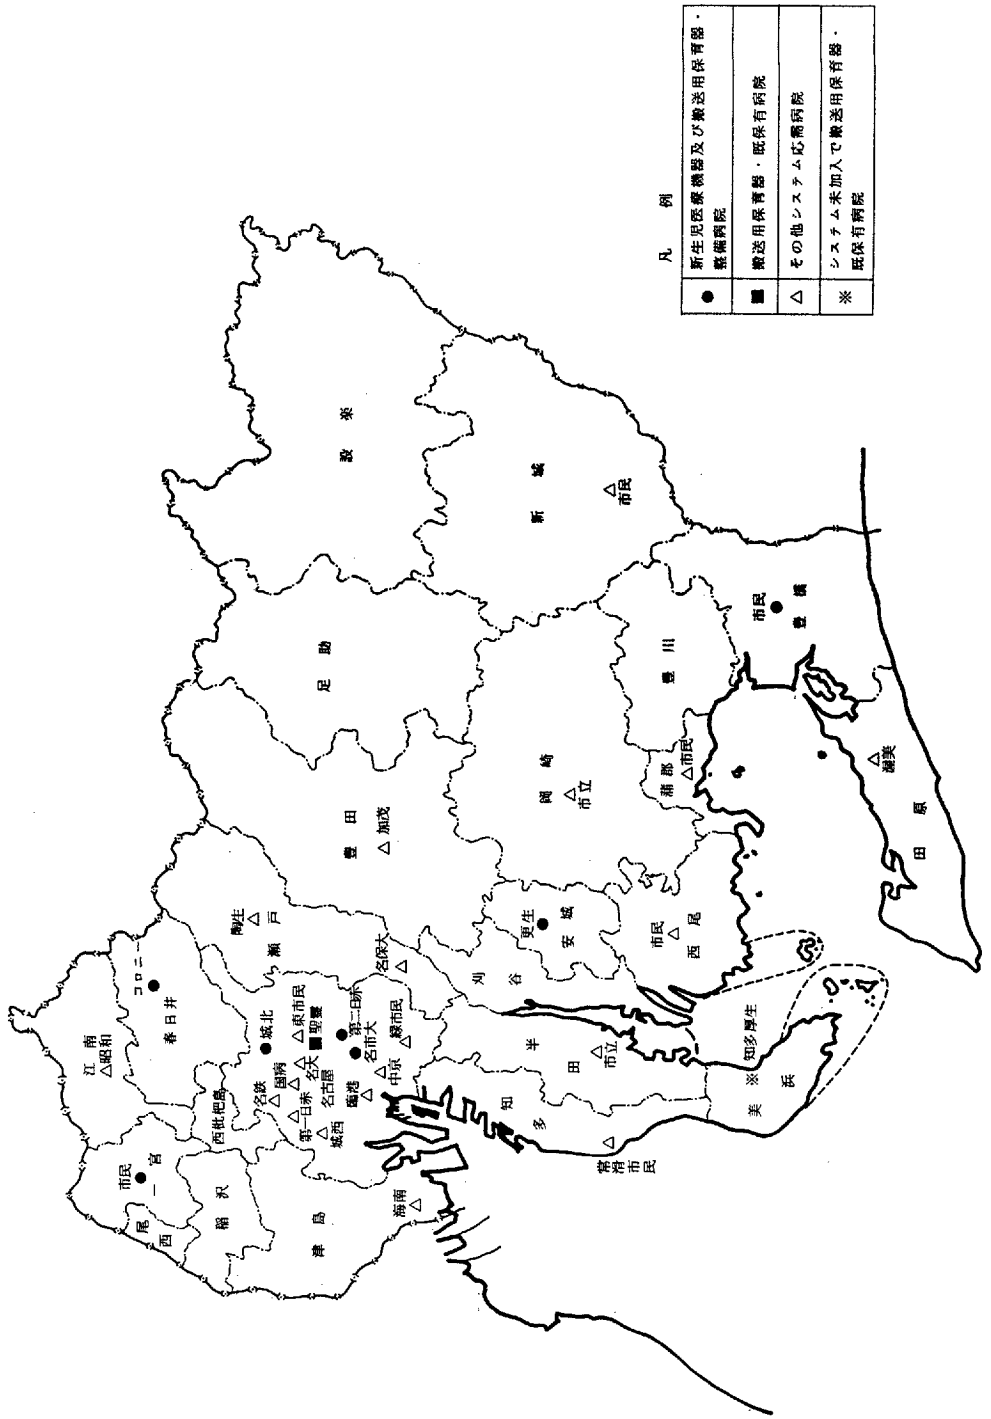 凡例
● 新生児医療機器及び搬送用保育器・
整備病院
■ 搬送用保育器・既保有病院
△ その他システム応需病院
※ システム未加入で搬送用保育器・
既保有病院
設楽
新城
△
市民
足助
豊川
市民
●
豊橋
豊田
△ 加茂
岡崎
△
市立
蒲郡
△
市民
△
渥美
田原
陶生
△
瀬戸
更生
●
安城
市民
△
西尾
刈谷
名保大
△
コロニー
●
春日井
江南
△
昭和
● 城北
△
東市民
■
聖霊
●
第二日赤
●
名市大
緑市民
△
名鉄
△
国病
△
名大
△
第一日赤
△
名古屋
△
城西
臨港
△
△
中京
西枇杷島
市民
●
一宮
尾西
稲沢
津島
海南
△
半田
△
市立
知多
△
常滑市民
※
知多厚生
美浜